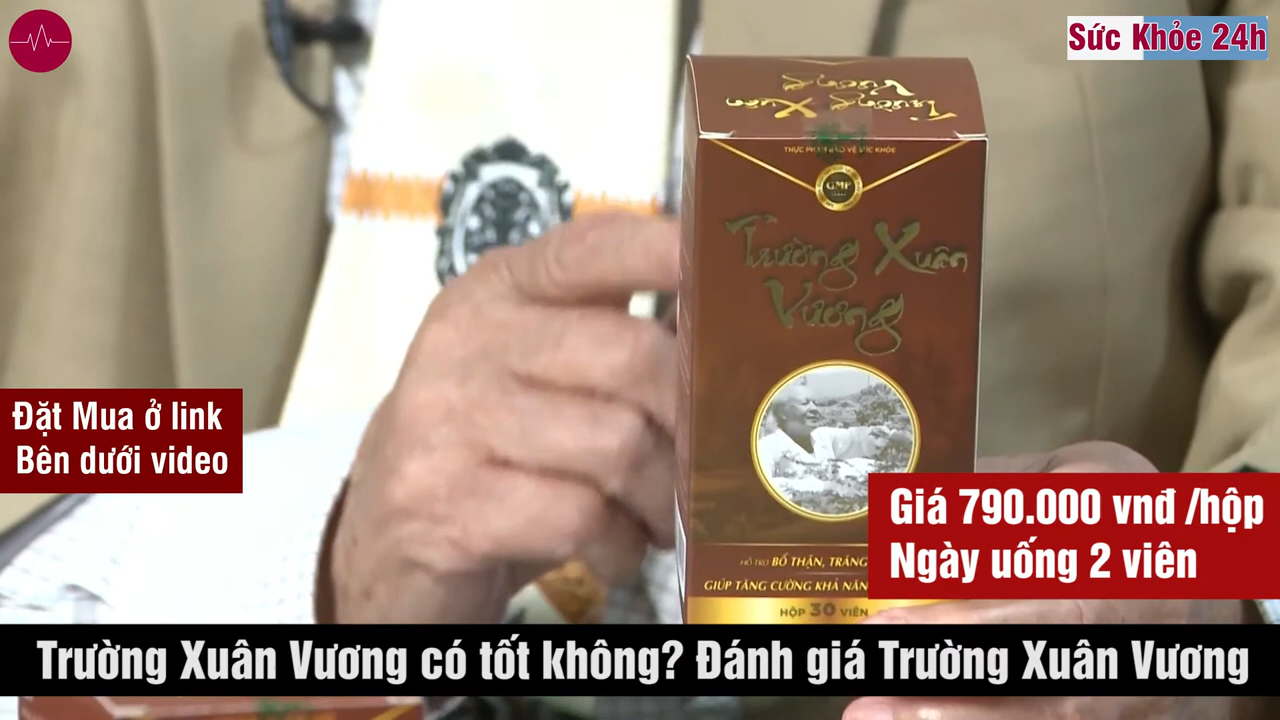 Sức Khỏe 24h
Trường Xuân
Vương
THỰC PHẨM BẢO VỆ SỨC KHỎE
GMP
Trường Xuân
Vương
Đặt Mua ở link
Bên dưới video
Giá 790.000 vnđ /hộp
Ngày uống 2 viên
HỖ TRỢ BỔ THẬN, TRÁNG
GIÚP TĂNG CƯỜNG KHẢ NĂN
HỘP 30 VIÊN
Trường Xuân Vương có tốt không? Đánh giá Trường Xuân Vương